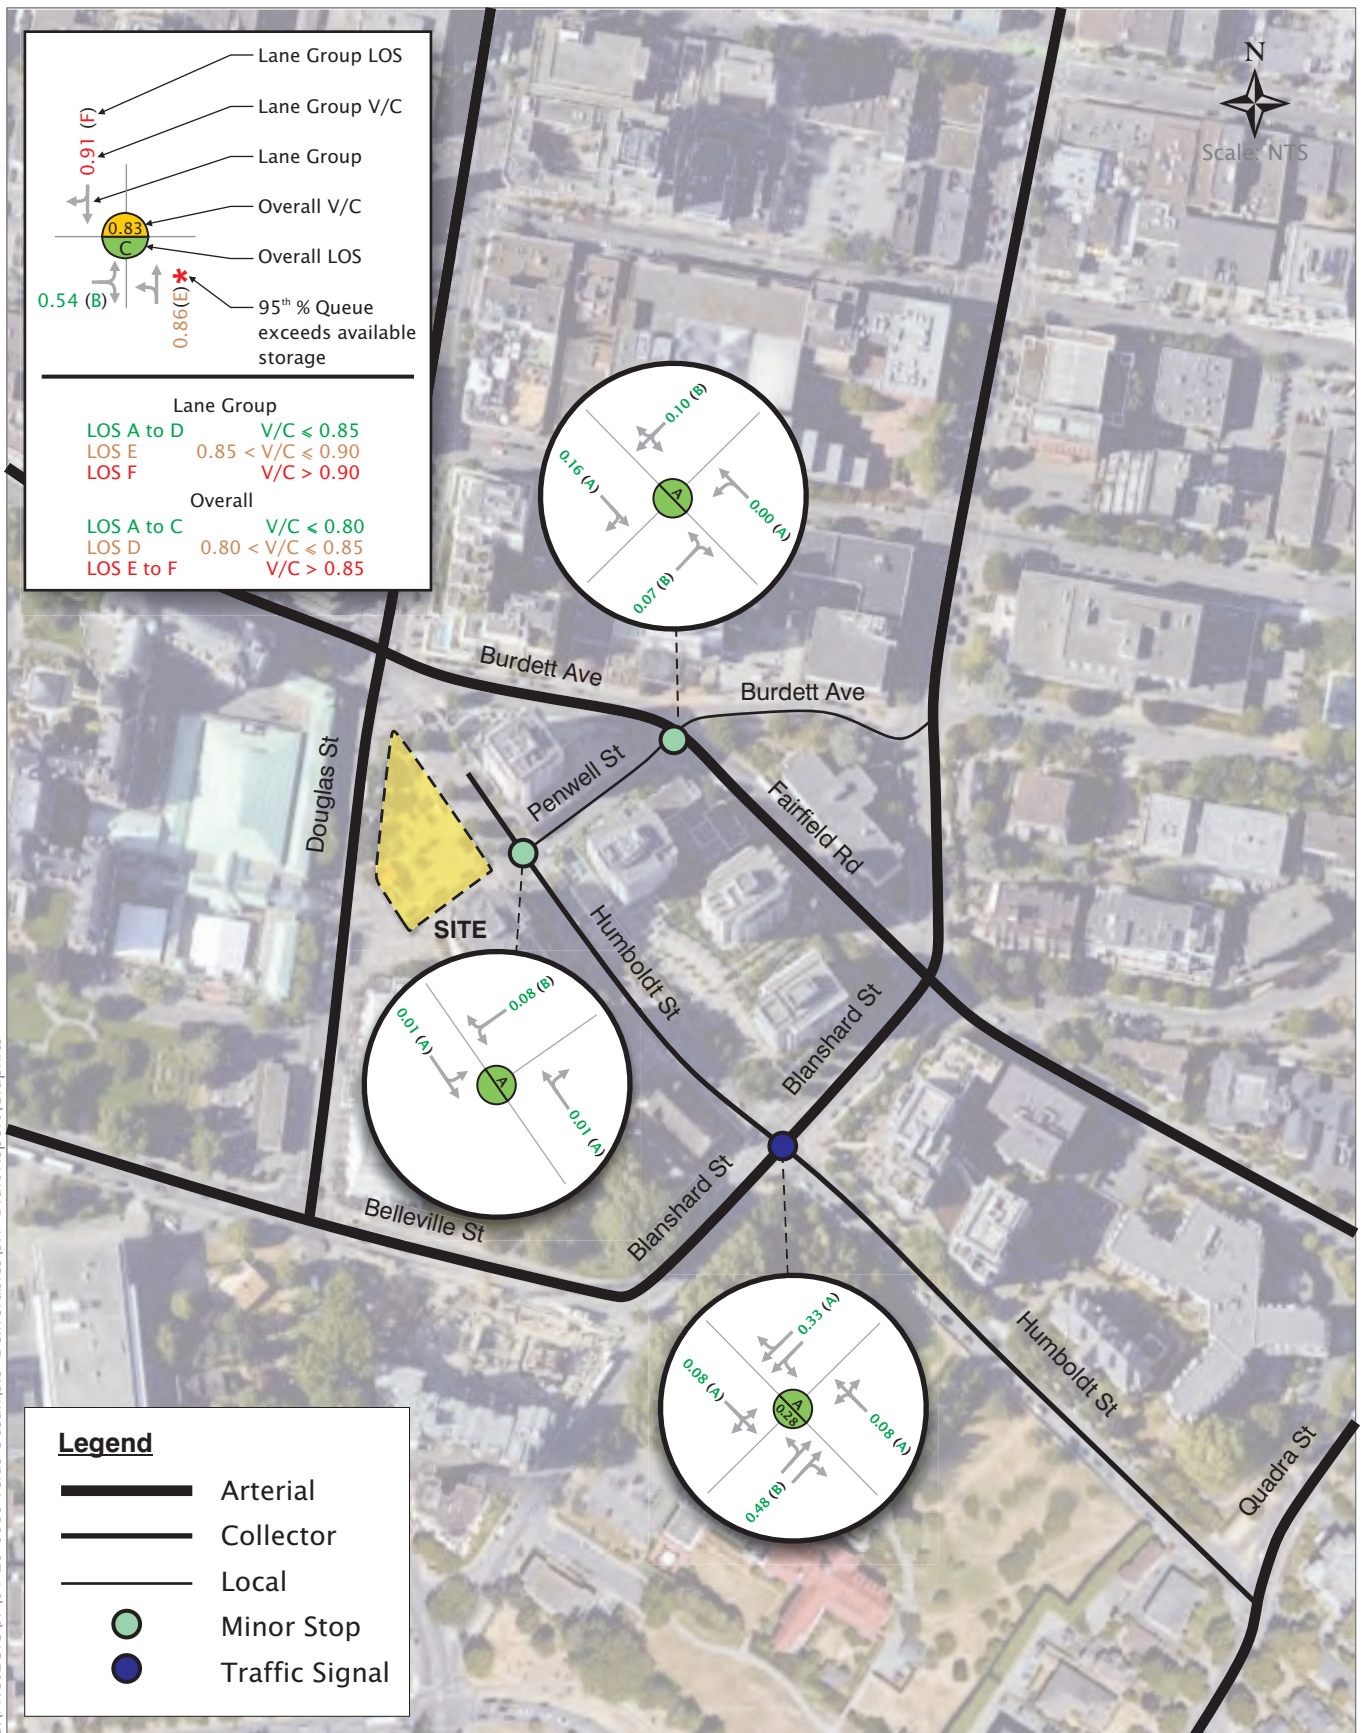 Lane Group LOS
Lane Group V/C
Lane Group
Overall V/C
Overall LOS
95th % Queue
exceeds available
storage
0.91 (F)
0.83
C
0.54 (B)
0.86(E)*
Lane Group
LOS A to D V/C ⩽ 0.85
LOS E 0.85 < V/C ⩽ 0.90
LOS F V/C > 0.90
Overall
LOS A to C V/C ⩽ 0.80
LOS D 0.80 < V/C ⩽ 0.85
LOS E to F V/C > 0.85
N
Scale: NTS
0.10 (B)
0.16 (A)
A
0.00 (A)
0.07 (B)
Burdett Ave
Burdett Ave
Douglas St
Penwell St
Fairfield Rd
SITE
Humboldt St
Blanshard St
0.08 (B)
0.01 (A)
A
0.01 (A)
Belleville St
Blanshard St
0.33 (A)
0.08 (A)
A
0.28
0.08 (A)
0.48 (B)
Humboldt St
Quadra St
Legend
Arterial
Collector
Local
Minor Stop
Traffic Signal